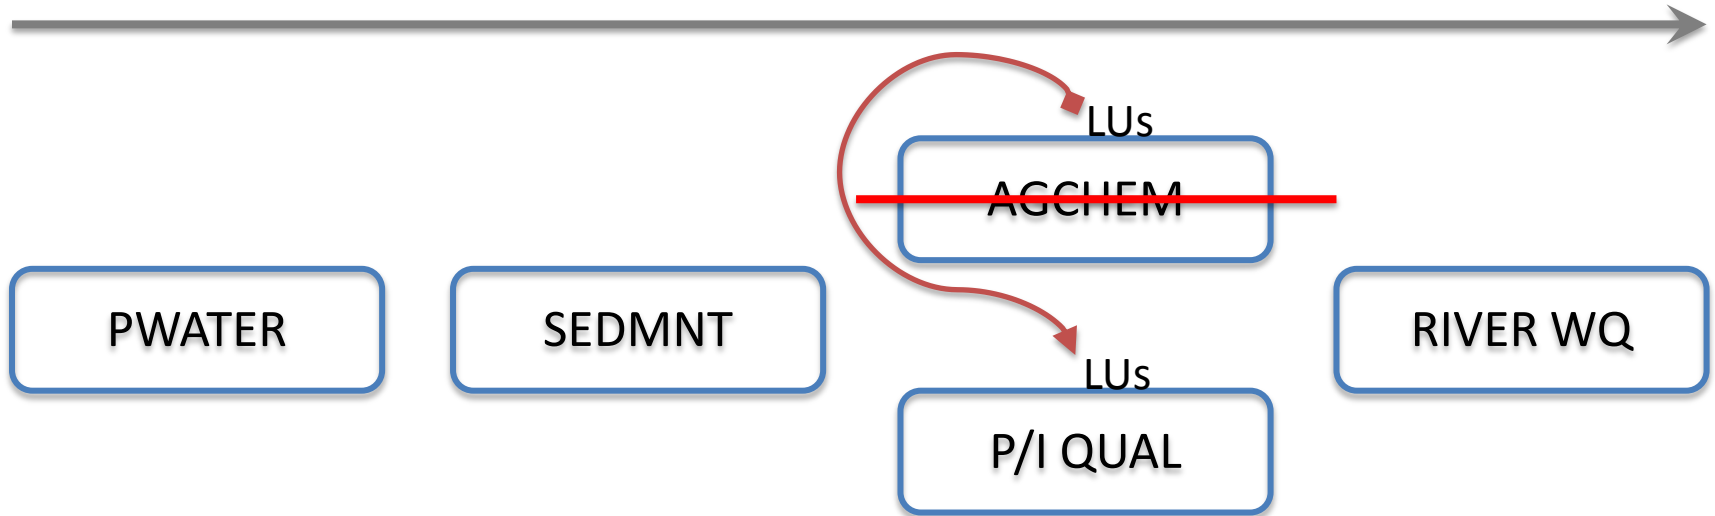 LUs
AGCHEM
PWATER
SEDMNT
RIVER WQ
LUs
P/I QUAL